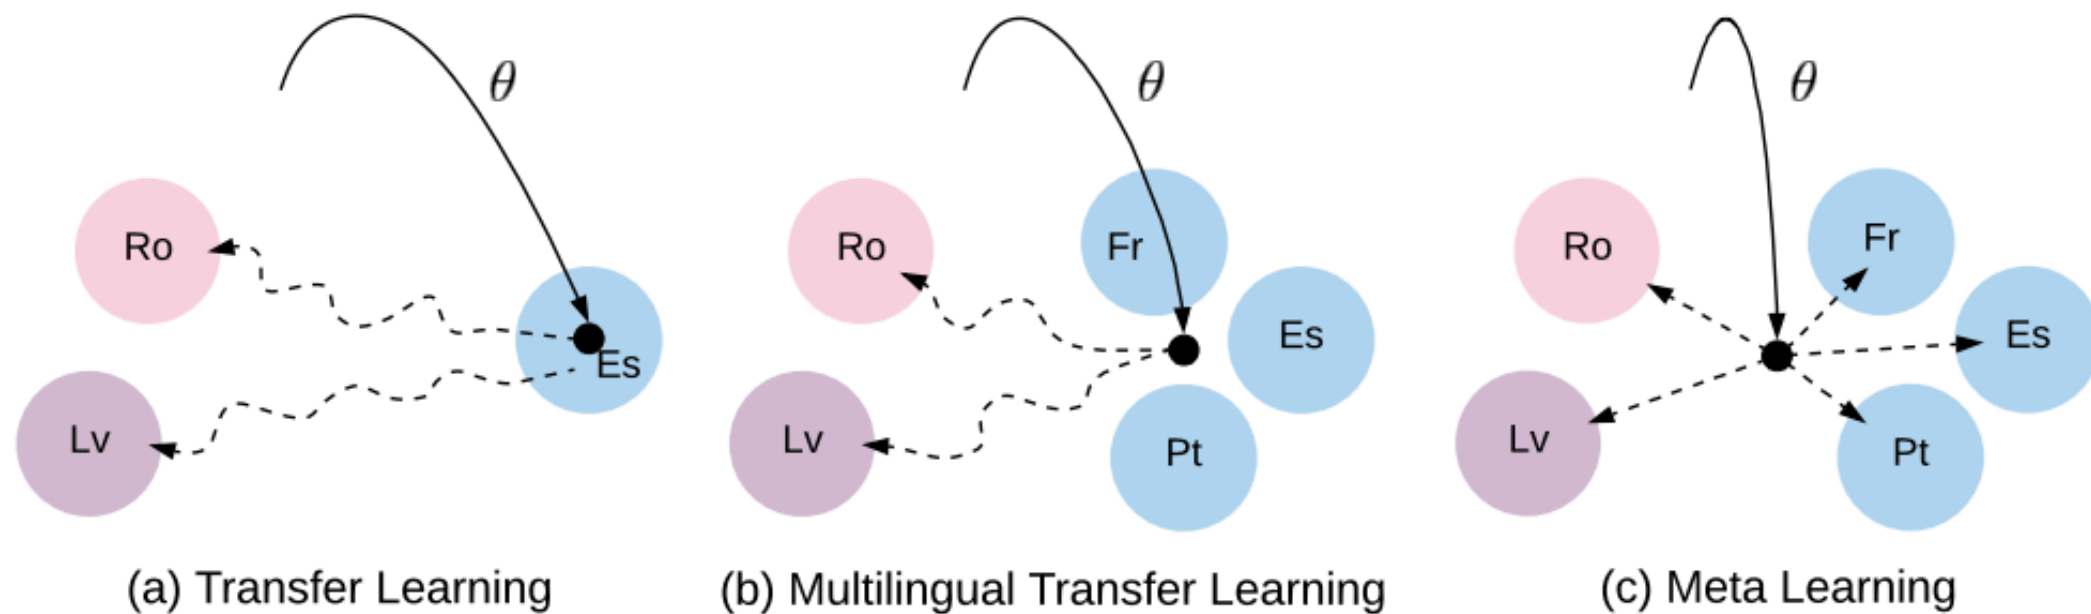 θ
Ro
Es
Lv
(a) Transfer Learning
θ
Ro
Fr
Es
Lv
Pt
(b) Multilingual Transfer Learning
θ
Ro
Fr
Es
Lv
Pt
(c) Meta Learning